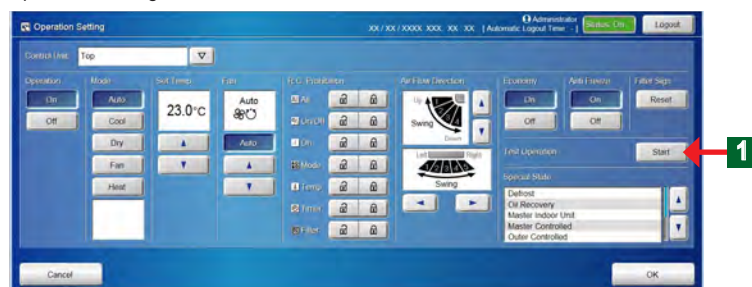 Operation Setting
XX / XX / XXXX XXX XX : XX [ Automatic Logout Timer : - ]
Administrator
Status: On
Logout
Control Unit: Top
Operation
On
Off
Mode
Auto
Cool
Dry
Fan
Heat
Set Temp.
23.0°C
Fan
Auto
Auto
R.C. Prohibition
All
On/Off
On
Mode
Temp.
Timer
Filter
Air Flow Direction
Up
Swing
Down
Left
Right
Swing
Economy
On
Off
Anti Freeze
On
Off
Filter Sign
Reset
Test Operation
Start
1
Special State
Defrost
Oil Recovery
Master Indoor Unit
Master Controlled
Outer Controlled
Cancel
OK